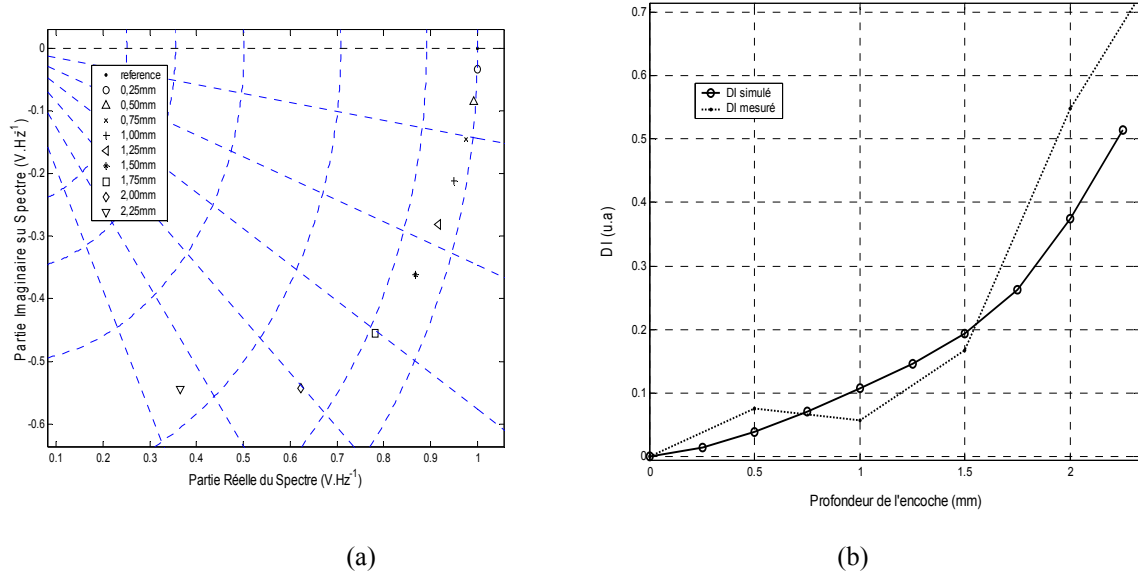 0
-0.1
-0.2
-0.3
-0.4
-0.5
-0.6
0.1 0.2 0.3 0.4 0.5 0.6 0.7 0.8 0.9 1
Partie Imaginaire su Spectre (V.Hz-1)
Partie Réelle du Spectre (V.Hz-1)
reference
0,25mm
0,50mm
0,75mm
1,00mm
1,25mm
1,50mm
1,75mm
2,00mm
2,25mm
(a)
0.7
0.6
0.5
0.4
0.3
0.2
0.1
0
0 0.5 1 1.5 2
DI (u.a)
Profondeur de l'encoche (mm)
DI simulé
DI mesuré
(b)